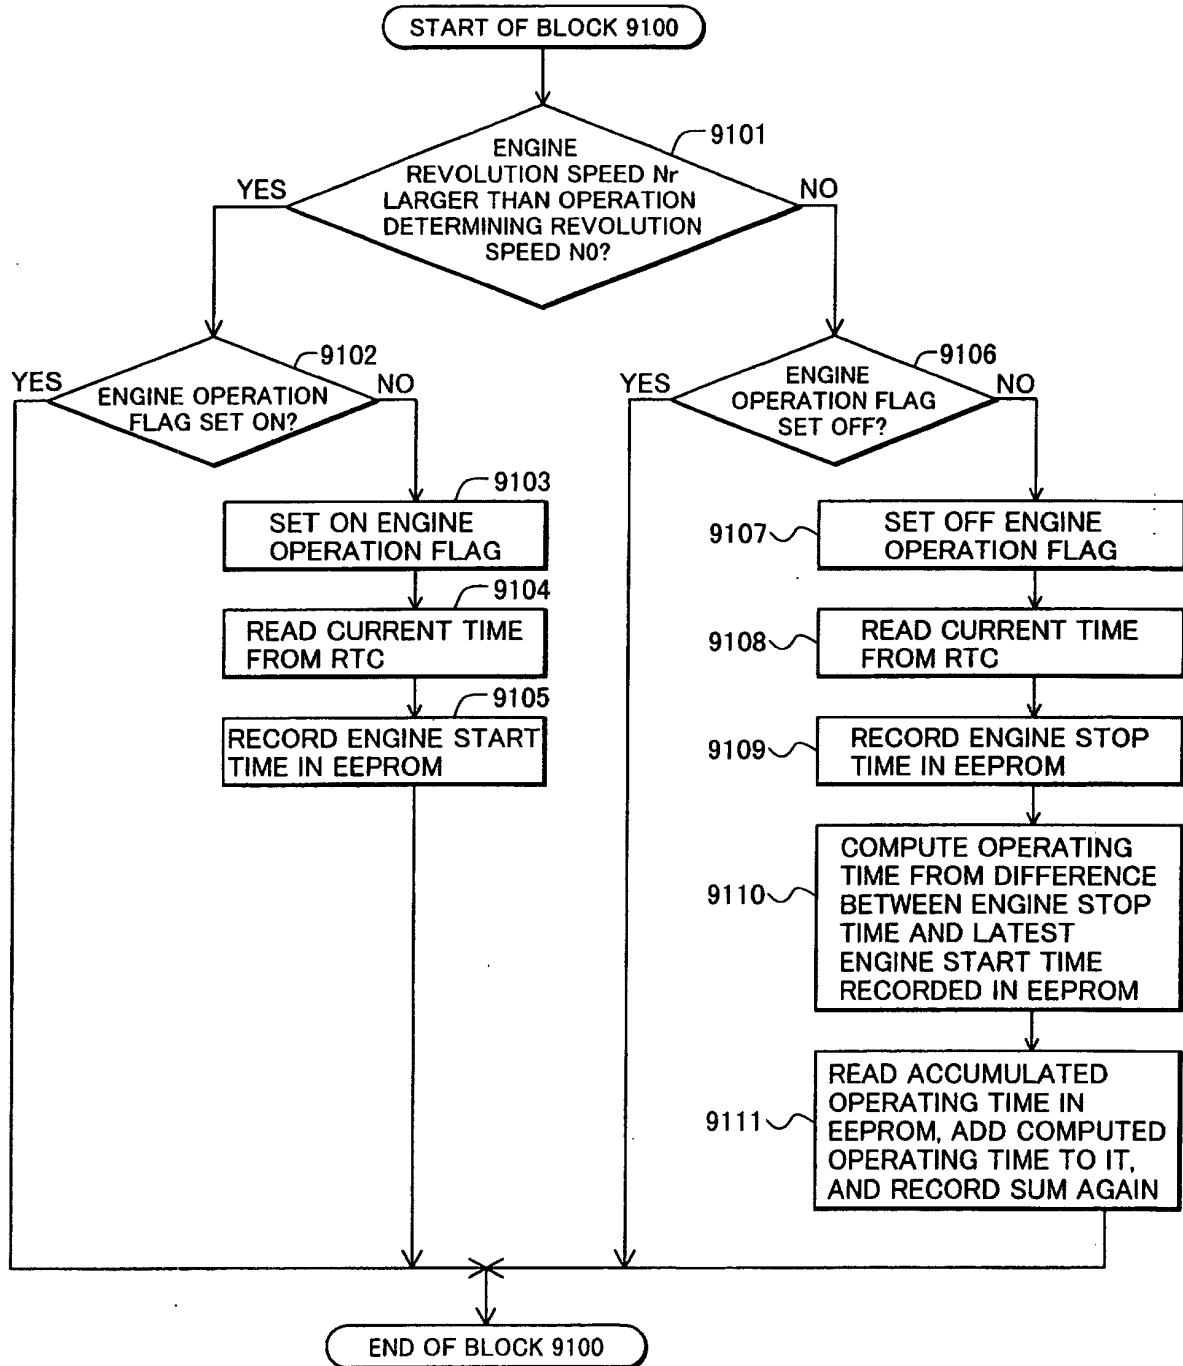 START OF BLOCK 9100
9101
ENGINE
REVOLUTION SPEED Nr
LARGER THAN OPERATION
DETERMINING REVOLUTION
SPEED N0?
YES
NO
9102
YES
ENGINE OPERATION
FLAG SET ON?
NO
9103
SET ON ENGINE
OPERATION FLAG
9104
READ CURRENT TIME
FROM RTC
9105
RECORD ENGINE START
TIME IN EEPROM
9106
YES
ENGINE
OPERATION FLAG
SET OFF?
NO
9107
SET OFF ENGINE
OPERATION FLAG
9108
READ CURRENT TIME
FROM RTC
9109
RECORD ENGINE STOP
TIME IN EEPROM
9110
COMPUTE OPERATING
TIME FROM DIFFERENCE
BETWEEN ENGINE STOP
TIME AND LATEST
ENGINE START TIME
RECORDED IN EEPROM
9111
READ ACCUMULATED
OPERATING TIME IN
EEPROM, ADD COMPUTED
OPERATING TIME TO IT,
AND RECORD SUM AGAIN
END OF BLOCK 9100